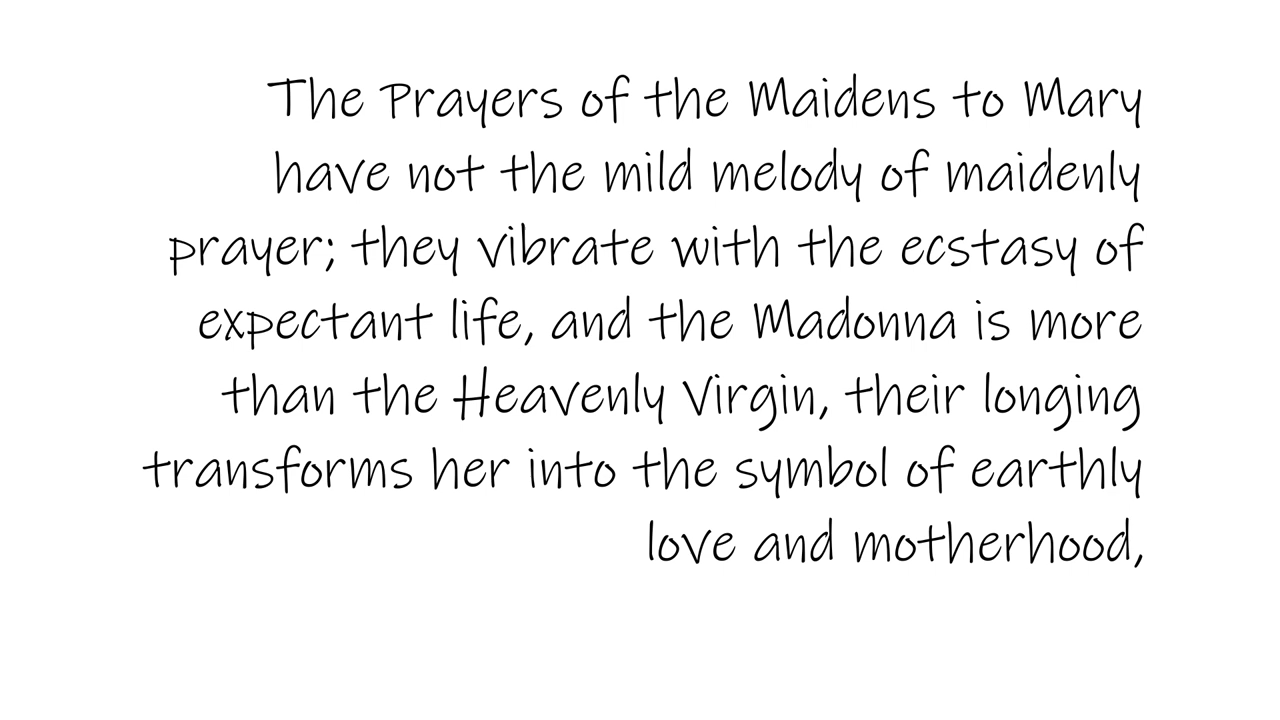 The Prayers of the Maidens to Mary
have not the mild melody of maidenly
prayer; they vibrate with the ecstasy of
expectant life, and the Madonna is more
than the Heavenly Virgin, their longing
transforms her into the symbol of earthly
love and motherhood,